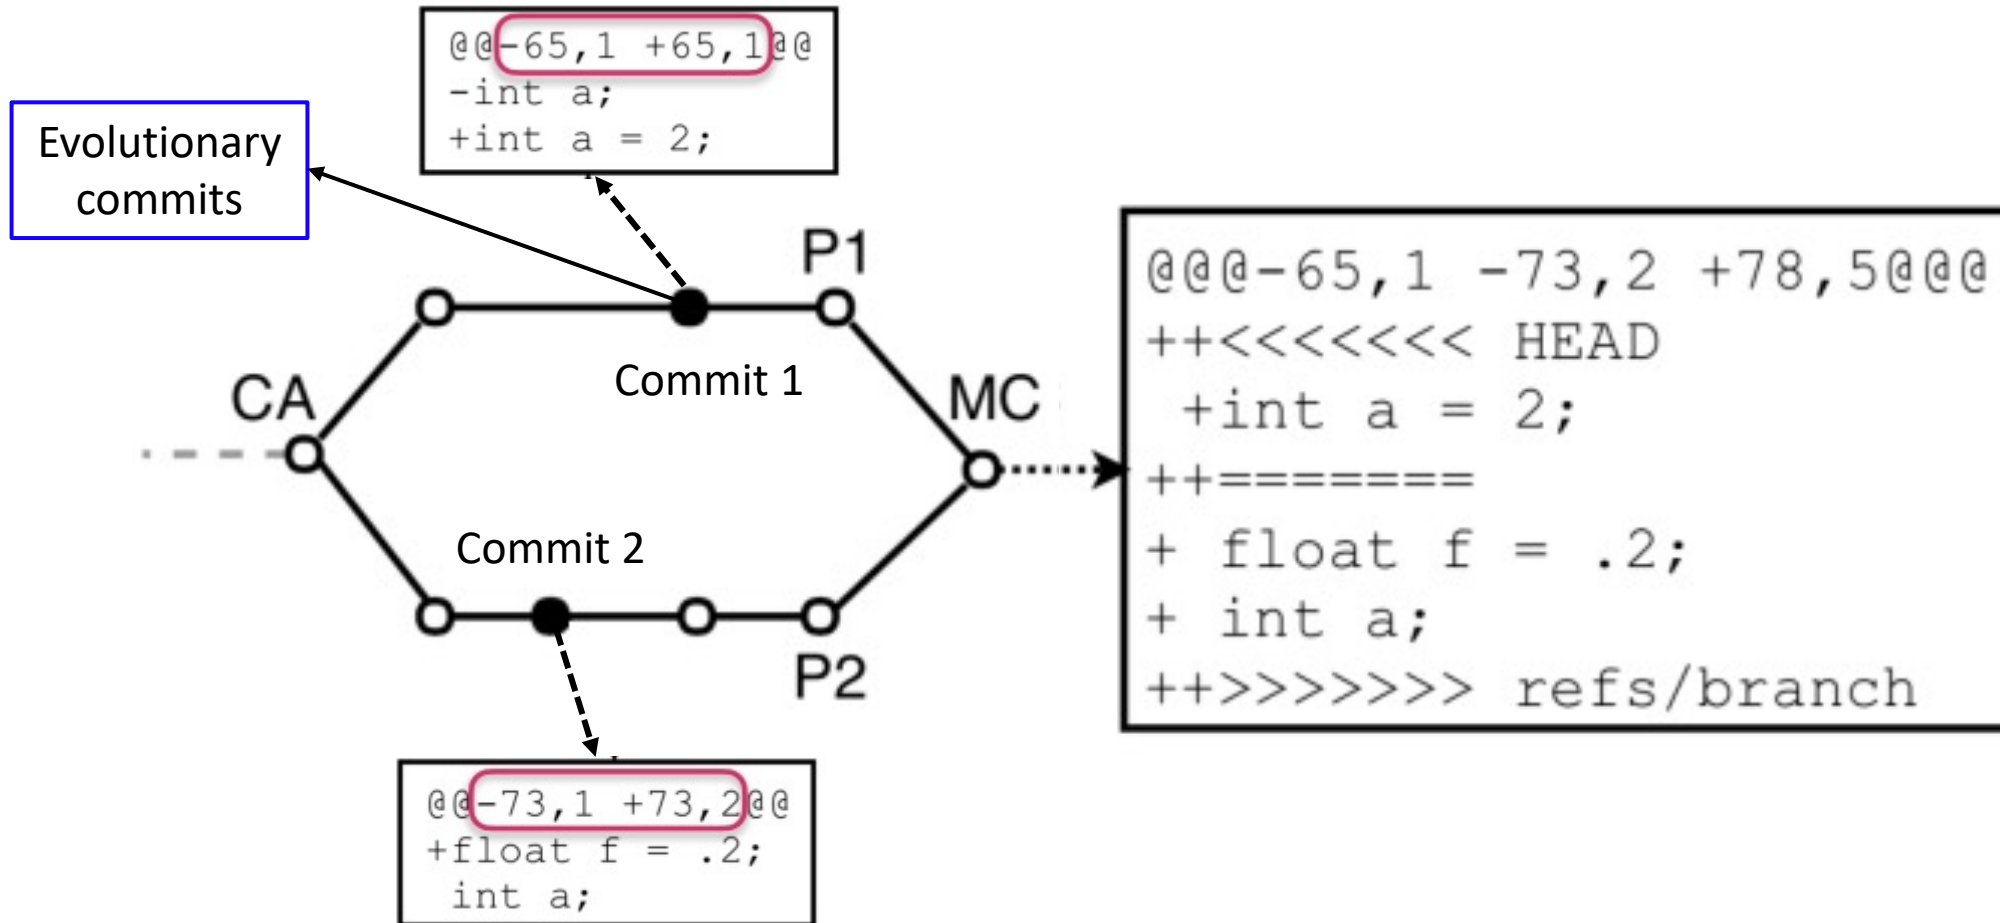 @@-65,1 +65,1@@
-int a;
+int a = 2;
Evolutionary
commits
P1
Commit 1
CA
MC
Commit 2
P2
@@-73,1 +73,2@@
+float f = .2;
 int a;
@@@-65,1 -73,2 +78,5@@@
++<<<<<<< HEAD
 +int a = 2;
++=======
+ float f = .2;
+ int a;
++>>>>>>> refs/branch